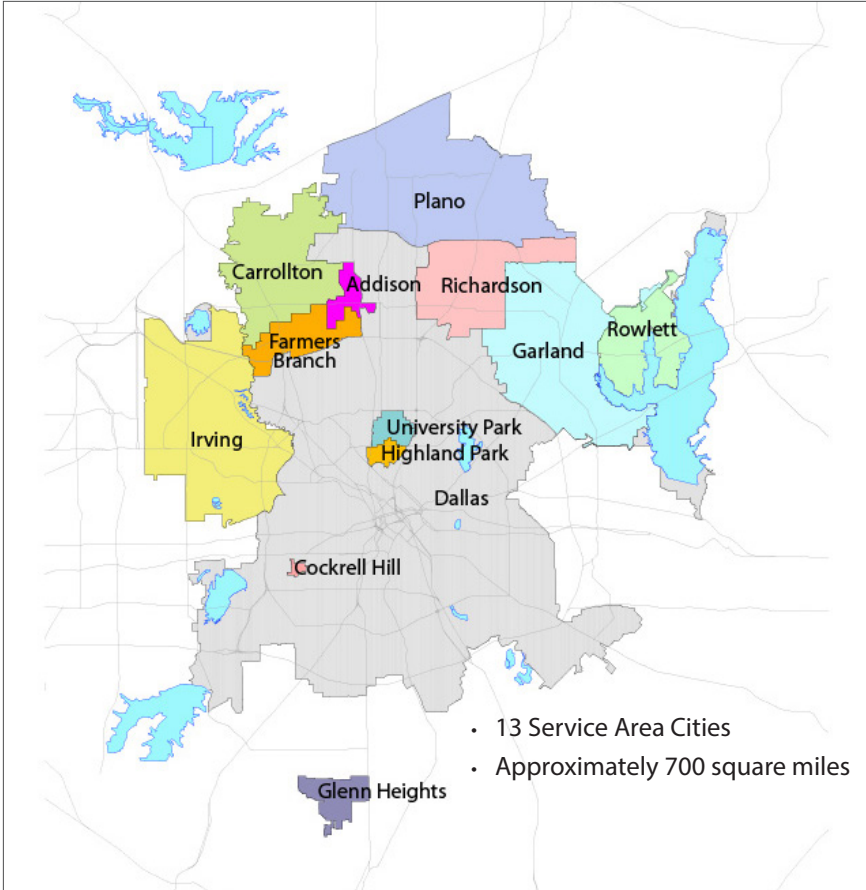 Plano
Carrollton
Addison
Richardson
Rowlett
Farmers
Branch
Garland
University Park
Irving
Highland Park
Dallas
Cockrell Hill
• 13 Service Area Cities
• Approximately 700 square miles
Glenn Heights